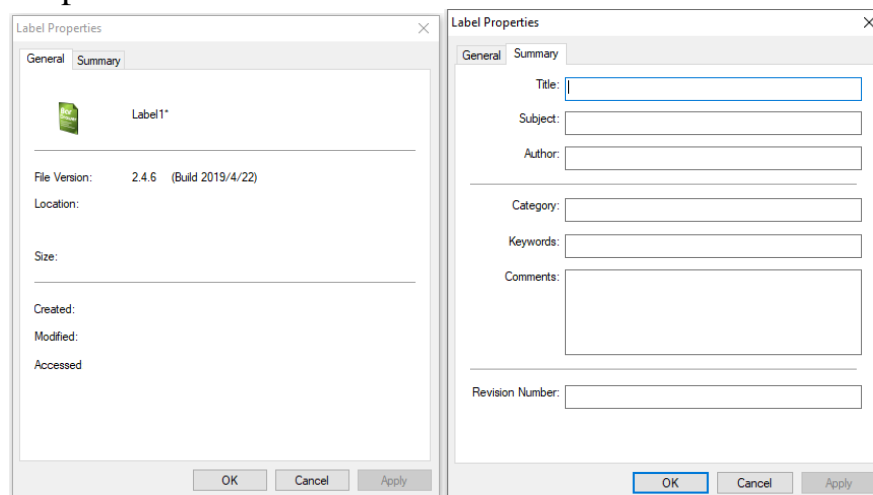 Label Properties
General Summary
Label1*
File Version: 2.4.6 (Build 2019/4/22)
Location:
Size:
Created:
Modified:
Accessed
OK Cancel Apply
Label Properties
General Summary
Title:
Subject:
Author:
Category:
Keywords:
Comments:
Revision Number:
OK Cancel Apply